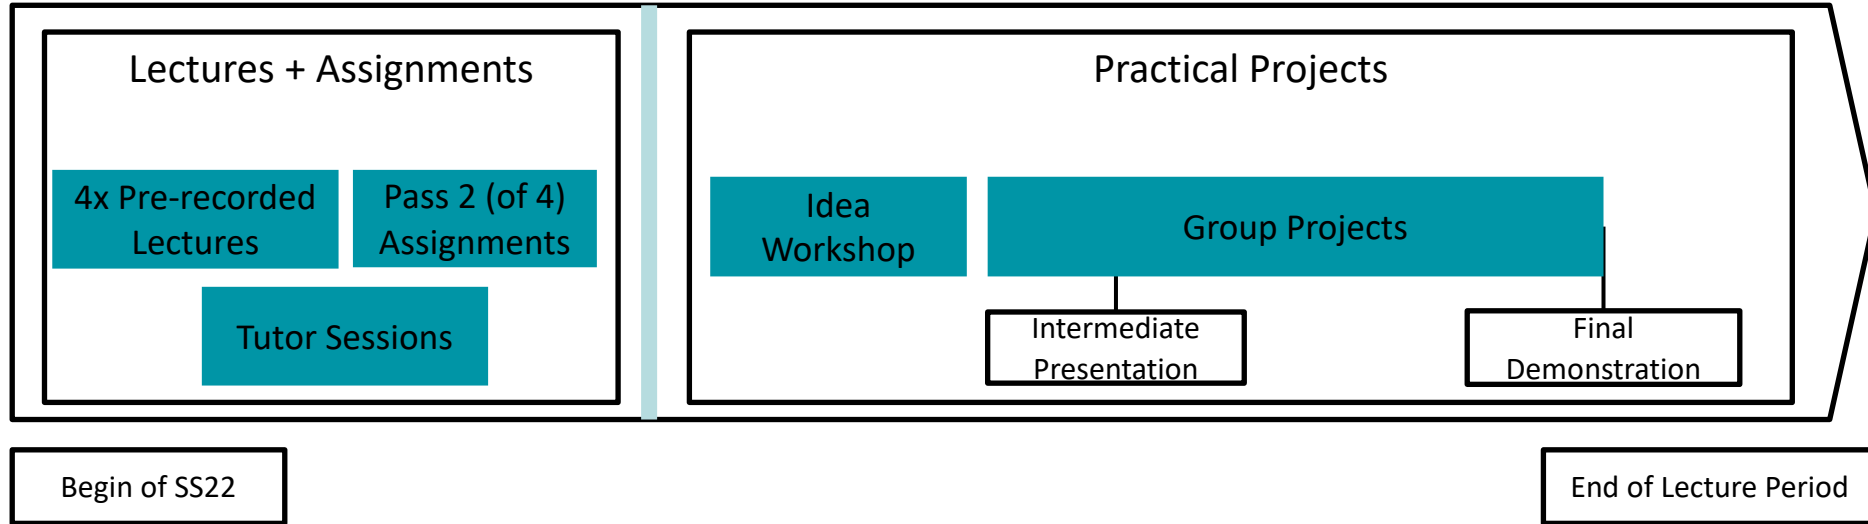 Lectures + Assignments
4x Pre-recorded
Lectures
Pass 2 (of 4)
Assignments
Tutor Sessions
Practical Projects
Idea
Workshop
Group Projects
Intermediate
Presentation
Final
Demonstration
Begin of SS22
End of Lecture Period